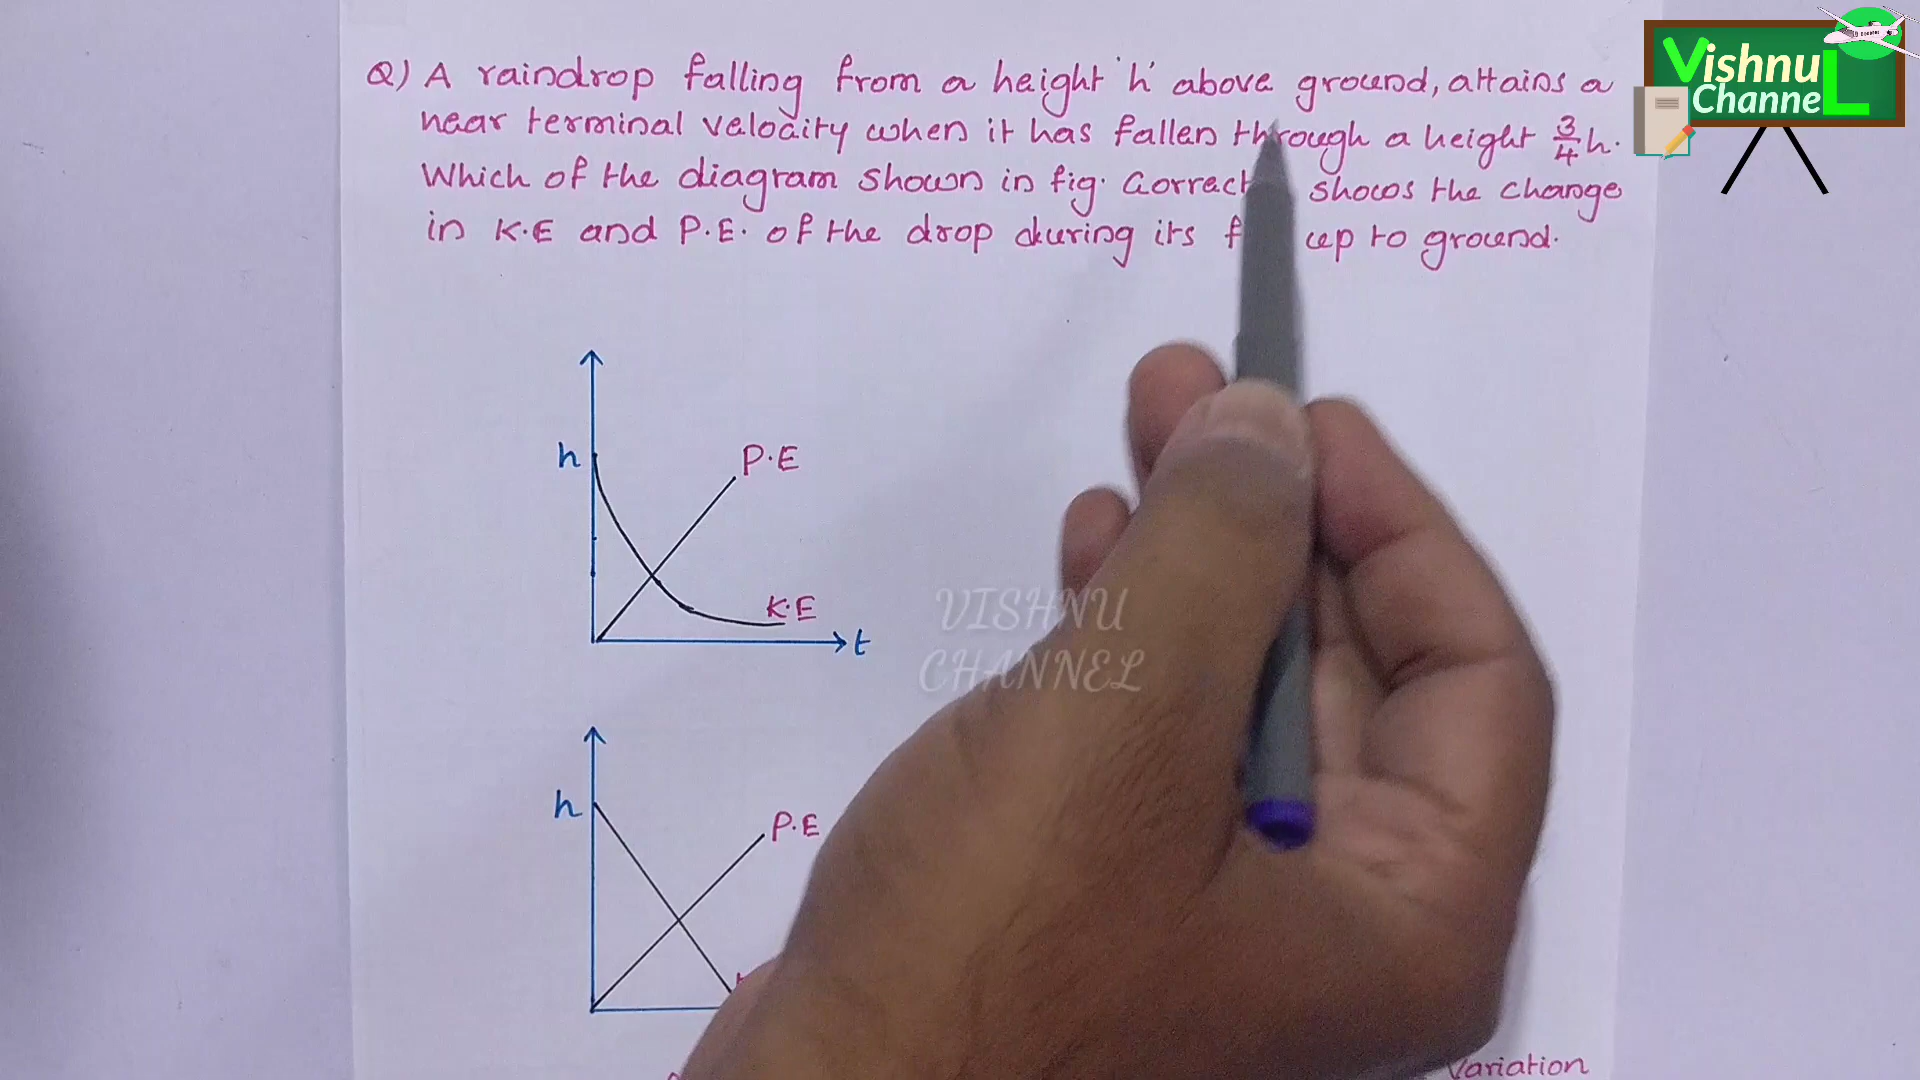 Q) A raindrop falling from a height 'h' above ground, attains a
near terminal velocity when it has fallen through a height 3/4 h.
Which of the diagram shown in fig. correct shows the change
in K.E and P.E. of the drop during its up to ground.
h
P.E
K.E
t
h
P.E
Variation
Vishnu
Channel
VISHNU
CHANNEL